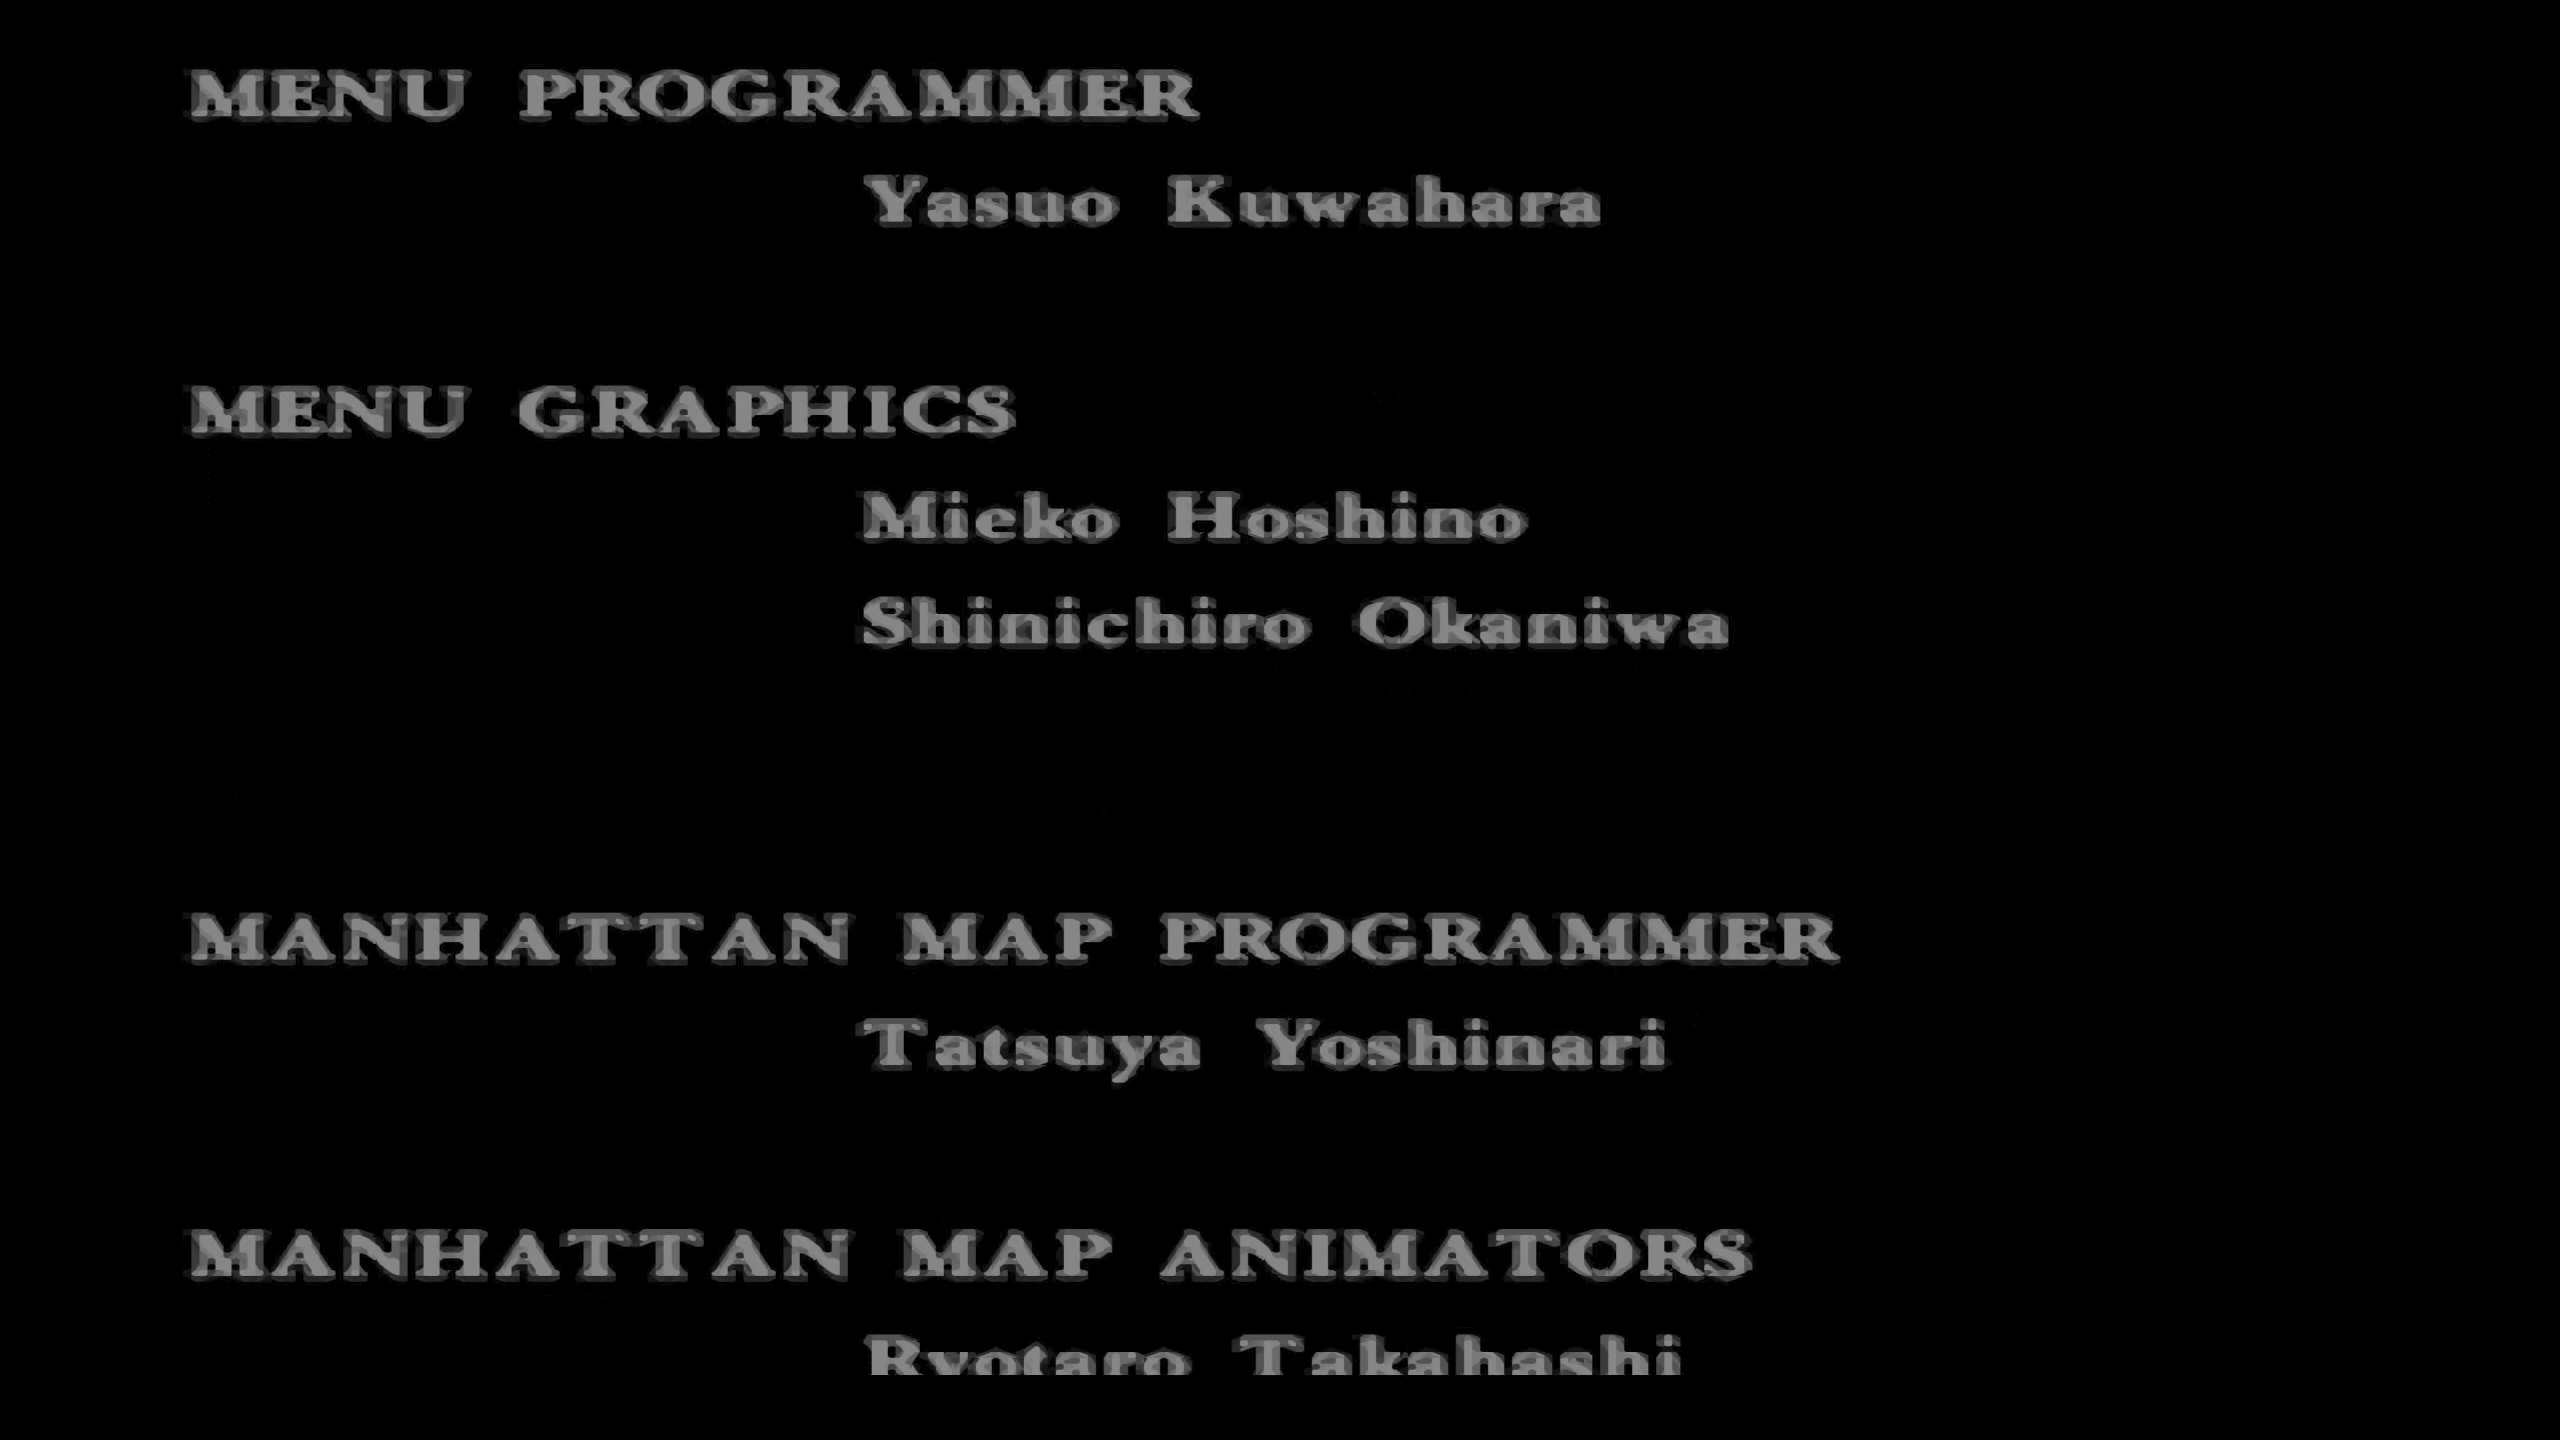 MENU PROGRAMMER
Yasuo Kuwahara
MENU GRAPHICS
Mieko Hoshino
Shinichiro Okaniwa
MANHATTAN MAP PROGRAMMER
Tatsuya Yoshinari
MANHATTAN MAP ANIMATORS
Ryotaro Takahashi